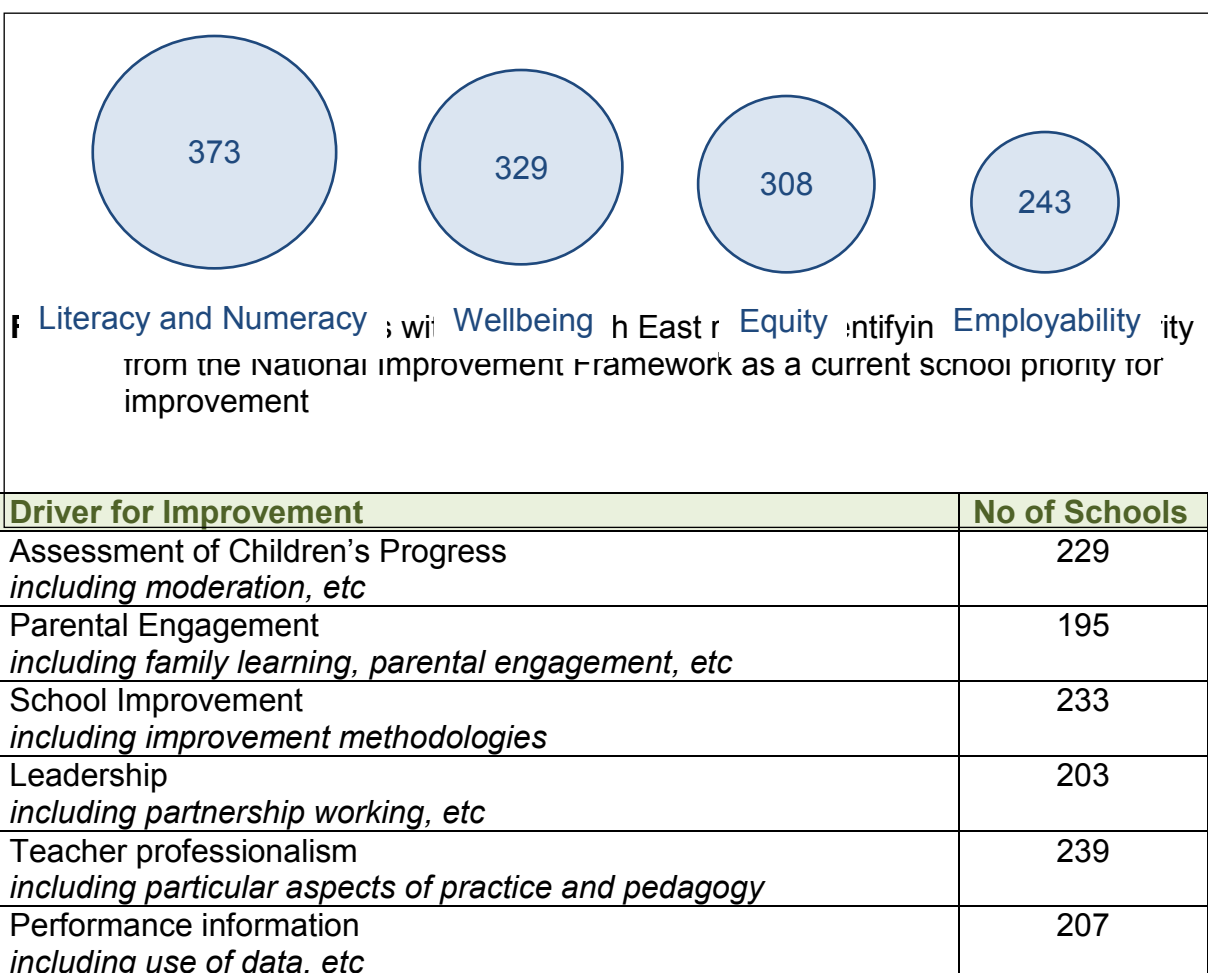 373
329
308
243
Literacy and Numeracy
Wellbeing
Equity
Employability
East
from the National Improvement Framework as a current school priority for
improvement
Driver for Improvement No of Schools
Assessment of Children’s Progress 229
including moderation, etc
Parental Engagement 195
including family learning, parental engagement, etc
School Improvement 233
including improvement methodologies
Leadership 203
including partnership working, etc
Teacher professionalism 239
including particular aspects of practice and pedagogy
Performance information 207
including use of data, etc